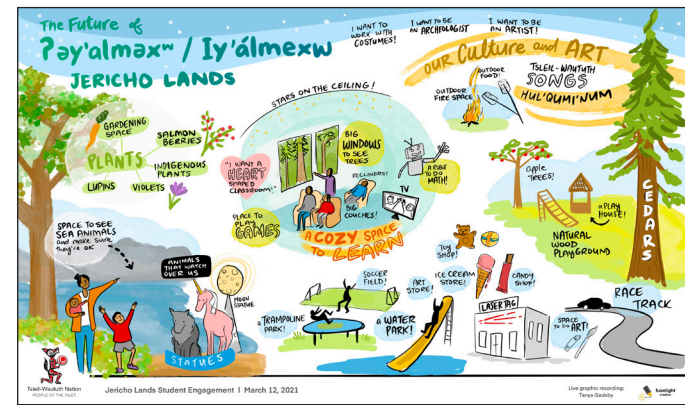 The Future of
ʔəy̓alməxʷ / Iy̓álmexw
JERICHO LANDS
I WANT TO
WORK WITH
COSTUMES!
I WANT TO BE
AN ARCHEOLOGIST
I WANT TO BE
AN ARTIST!
OUR Culture and ART
OUTDOOR
FOOD!
OUTDOOR
FIRE SPACE
TSLEIL-WAUTUTH
SONGS
HUL'QUMI'NUM
STARS ON THE CEILING!
GARDENING
SPACE
SALMON
BERRIES
PLANTS
INDIGENOUS
PLANTS
LUPINS
VIOLETS
"I WANT A
HEART
SHAPED
CLASSROOM!"
BIG
WINDOWS
TO SEE
TREES
RECLINERS!
A ROBOT
TO DO
MATH!
TV
BIG
COUCHES!
PLACE TO
PLAY
GAMES
A COZY SPACE
TO LEARN
apple
TREES!
a PLAY
HOUSE!
NATURAL
WOOD
PLAYGROUND
CEDARS
SPACE TO SEE
SEA ANIMALS
and make sure
they're OK
ANIMALS
THAT WATCH
OVER US
MOON
STATUE
STATUES
SOCCER
FIELD!
a TRAMPOLINE
PARK!
a WATER
PARK!
ART
STORE!
TOY
SHOP!
ICE CREAM
STORE!
CANDY
SHOP!
LASER TAG
SPACE
TO do
ART!
RACE
TRACK
Tsleil-Waututh Nation
PEOPLE OF THE INLET
Jericho Lands Student Engagement | March 12, 2021
Live graphic recording:
Tanya Gadsby
fuselight
creative